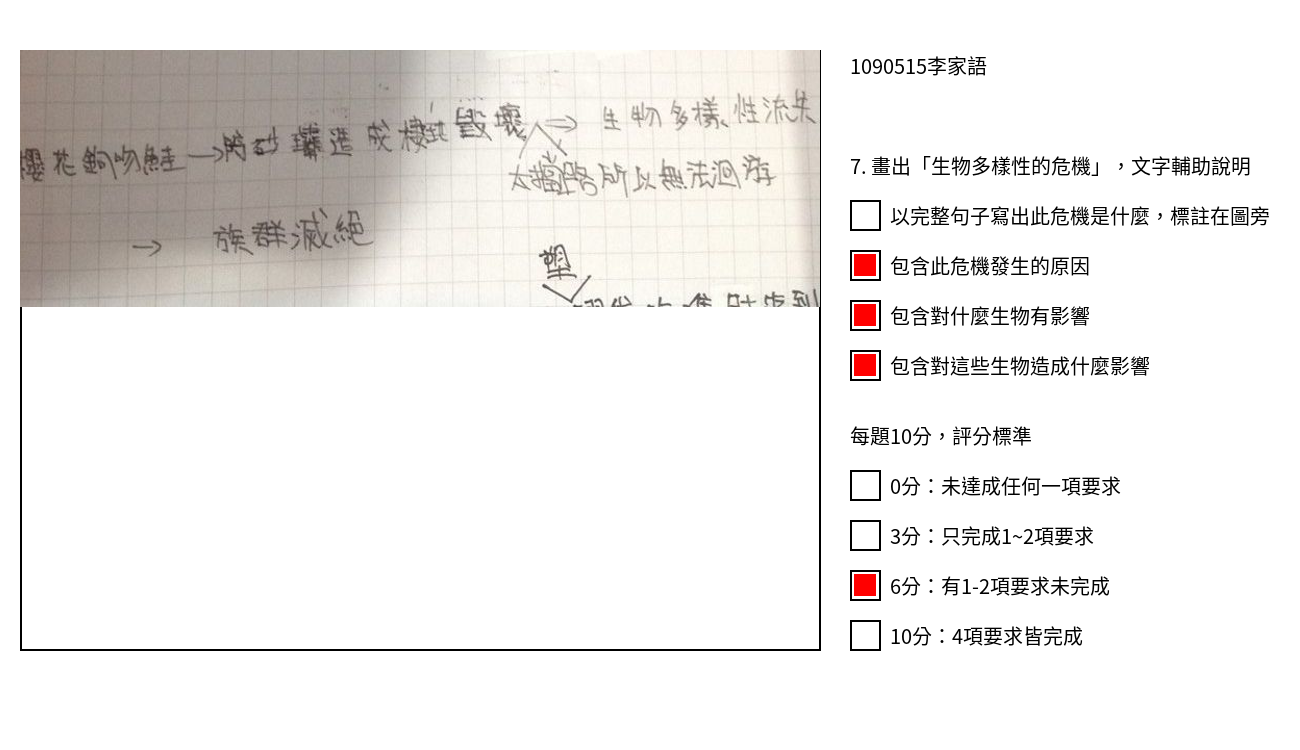 櫻花鉤吻鮭→防砂壩造成棲地毀壞⇒生物多樣性流失
太擋路所以無法洄游
→ 族群滅絕
塑
1090515李家語
7. 畫出「生物多樣性的危機」，文字輔助說明
以完整句子寫出此危機是什麼，標註在圖旁
包含此危機發生的原因
包含對什麼生物有影響
包含對這些生物造成什麼影響
每題10分，評分標準
0分：未達成任何一項要求
3分：只完成1~2項要求
6分：有1-2項要求未完成
10分：4項要求皆完成